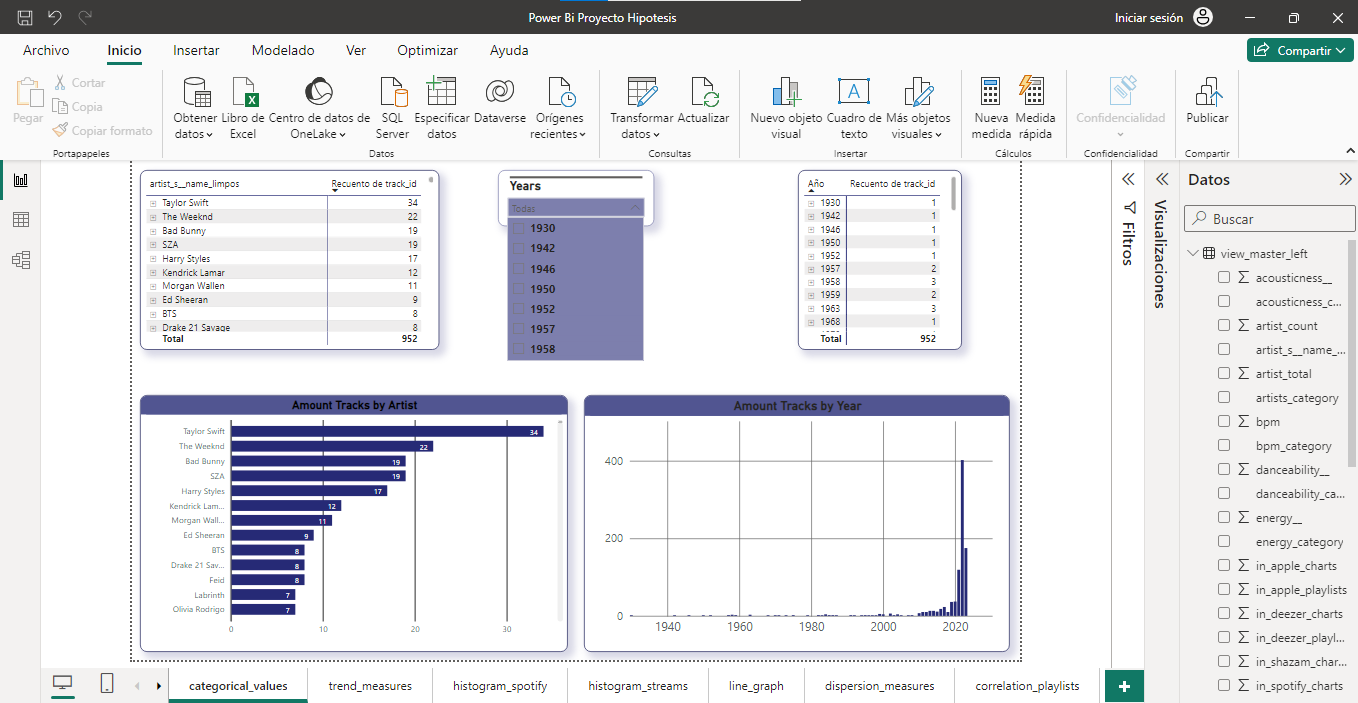 Power Bi Proyecto Hipotesis
Iniciar sesión
Archivo
Inicio
Insertar
Modelado
Ver
Optimizar
Ayuda
Compartir
Pegar
Cortar
Copia
Copiar formato
Portapapeles
Obtener datos
Libro de Excel
Centro de datos de OneLake
SQL Server
Especificar datos
Dataverse
Orígenes recientes
Datos
Transformar datos
Actualizar
Consultas
Nuevo objeto visual
Cuadro de texto
Más objetos visuales
Insertar
Nueva medida
Medida rápida
Cálculos
Confidencialidad
Confidencialidad
Publicar
Compartir
artist_s__name_limpos Recuento de track_id
Taylor Swift 34
The Weeknd 22
Bad Bunny 19
SZA 19
Harry Styles 17
Kendrick Lamar 12
Morgan Wallen 11
Ed Sheeran 9
BTS 8
Drake 21 Savage 8
Total 952
Years
Todas
1930
1942
1946
1950
1952
1957
1958
Año Recuento de track_id
1930 1
1942 1
1946 1
1950 1
1952 1
1957 2
1958 3
1959 2
1963 3
1968 1
Total 952
Amount Tracks by Artist
Taylor Swift 34
The Weeknd 22
Bad Bunny 19
SZA 19
Harry Styles 17
Kendrick Lam... 12
Morgan Wall... 11
Ed Sheeran 9
BTS 8
Drake 21 Sav... 8
Feid 8
Labrinth 7
Olivia Rodrigo 7
0 10 20 30
Amount Tracks by Year
400
200
0
1940 1960 1980 2000 2020
Filtros
Visualizaciones
Datos
Buscar
view_master_left
acousticness__
acousticness_c...
artist_count
artist_s__name_...
artist_total
artists_category
bpm
bpm_category
danceability__
danceability_ca...
energy__
energy_category
in_apple_charts
in_apple_playlists
in_deezer_charts
in_deezer_playl...
in_shazam_char...
in_spotify_charts
categorical_values
trend_measures
histogram_spotify
histogram_streams
line_graph
dispersion_measures
correlation_playlists